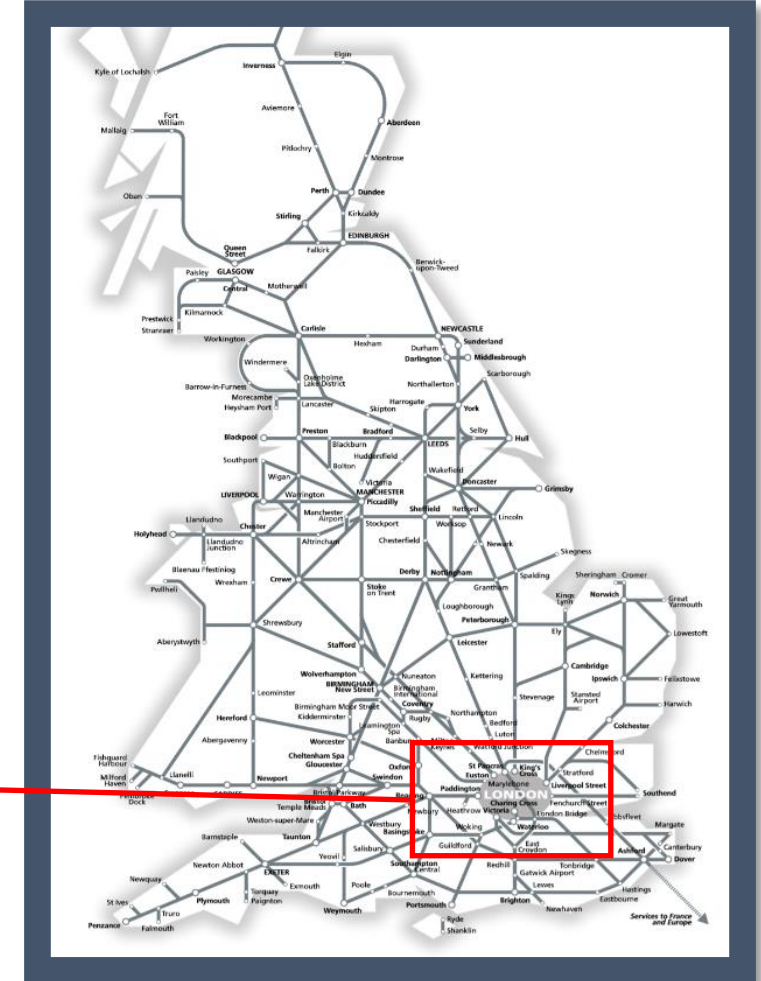 Elgin
Inverness
Kyle of Lochalsh
Aviemore
Fort
William
Aberdeen
Mallaig
Pitlochry
Montrose
Perth
Dundee
Oban
Stirling
Kirkcaldy
EDINBURGH
Queen
Street
Falkirk
Berwick-
upon-Tweed
Paisley
GLASGOW
Central
Motherwell
Prestwick
Kilmarnock
Stranraer
Carlisle
NEWCASTLE
Workington
Hexham
Durham
Sunderland
Darlington
Middlesbrough
Windermere
Scarborough
Oxenholme
Lake District
Northallerton
Barrow-in-Furness
Morecambe
Heysham Port
Lancaster
Harrogate
York
Skipton
Blackpool
Preston
Bradford
Selby
Hull
Blackburn
LEEDS
Southport
Huddersfield
Bolton
Wakefield
Wigan
Victoria
Doncaster
LIVERPOOL
Warrington
MANCHESTER
Piccadilly
Grimsby
Manchester
Airport
Sheffield
Retford
Llandudno
Stockport
Worksop
Lincoln
Holyhead
Chester
Llandudno
Junction
Altrincham
Chesterfield
Newark
Skegness
Blaenau Ffestiniog
Derby
Nottingham
Spalding
Sheringham
Cromer
Pwllheli
Wrexham
Crewe
Stoke
on Trent
Grantham
Kings
Lynn
Norwich
Great
Yarmouth
Loughborough
Peterborough
Shrewsbury
Ely
Lowestoft
Aberystwyth
Stafford
Leicester
Wolverhampton
Nuneaton
Kettering
Cambridge
BIRMINGHAM
New Street
Birmingham
International
Ipswich
Felixstowe
Leominster
Birmingham Moor Street
Coventry
Stevenage
Stansted
Airport
Harwich
Kidderminster
Rugby
Northampton
Hereford
Leamington
Spa
Bedford
Colchester
Abergavenny
Worcester
Banbury
Milton
Keynes
Luton
Watford Junction
Chelmsford
Fishguard
Harbour
Cheltenham Spa
Gloucester
Oxford
St Pancras
King's
Cross
Milford
Haven
Llanelli
Swindon
Euston
Stratford
Pembroke
Dock
CARDIFF
Newport
Bristol Parkway
Paddington
Marylebone
Liverpool Street
Reading
LONDON
Southend
Bristol
Temple Meads
Bath
Newbury
Heathrow
Victoria
Charing Cross
Fenchurch Street
London Bridge
Ebbsfleet
Weston-super-Mare
Westbury
Basingstoke
Woking
Waterloo
Margate
Barnstaple
Taunton
Salisbury
Guildford
East
Croydon
Canterbury
Newton Abbot
Yeovil
Southampton
Central
Redhill
Tonbridge
Ashford
Dover
EXETER
Gatwick Airport
Newquay
Exmouth
Poole
Bournemouth
Lewes
Hastings
St Ives
Plymouth
Torquay
Paignton
Weymouth
Portsmouth
Brighton
Eastbourne
Truro
Newhaven
Penzance
Falmouth
Ryde
Shanklin
Services to France
and Europe